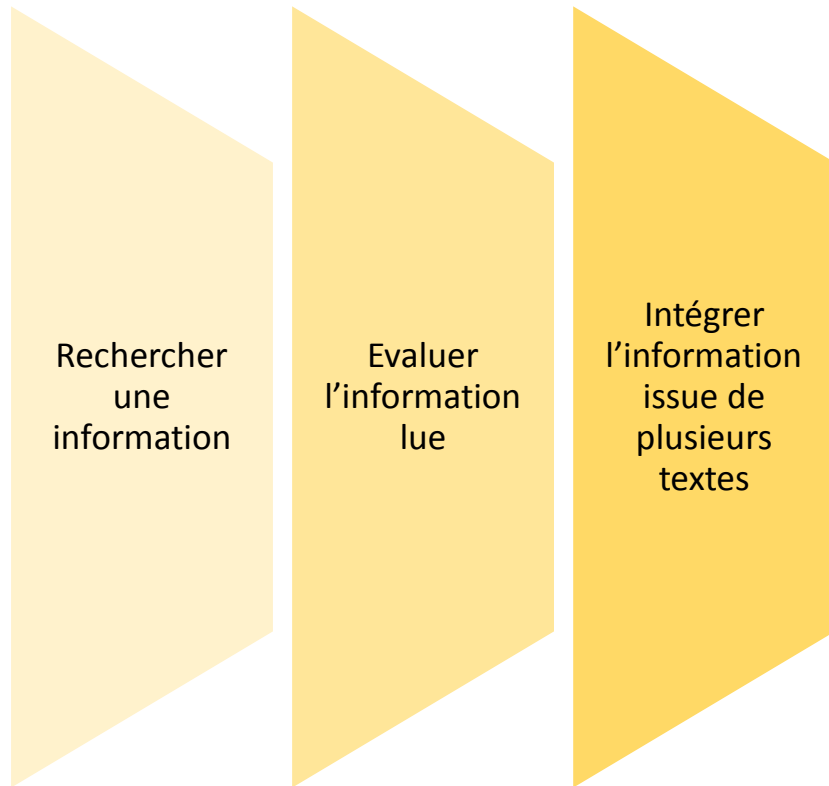 Rechercher
une
information
Evaluer
l’information
lue
Intégrer
l’information
issue de
plusieurs
textes